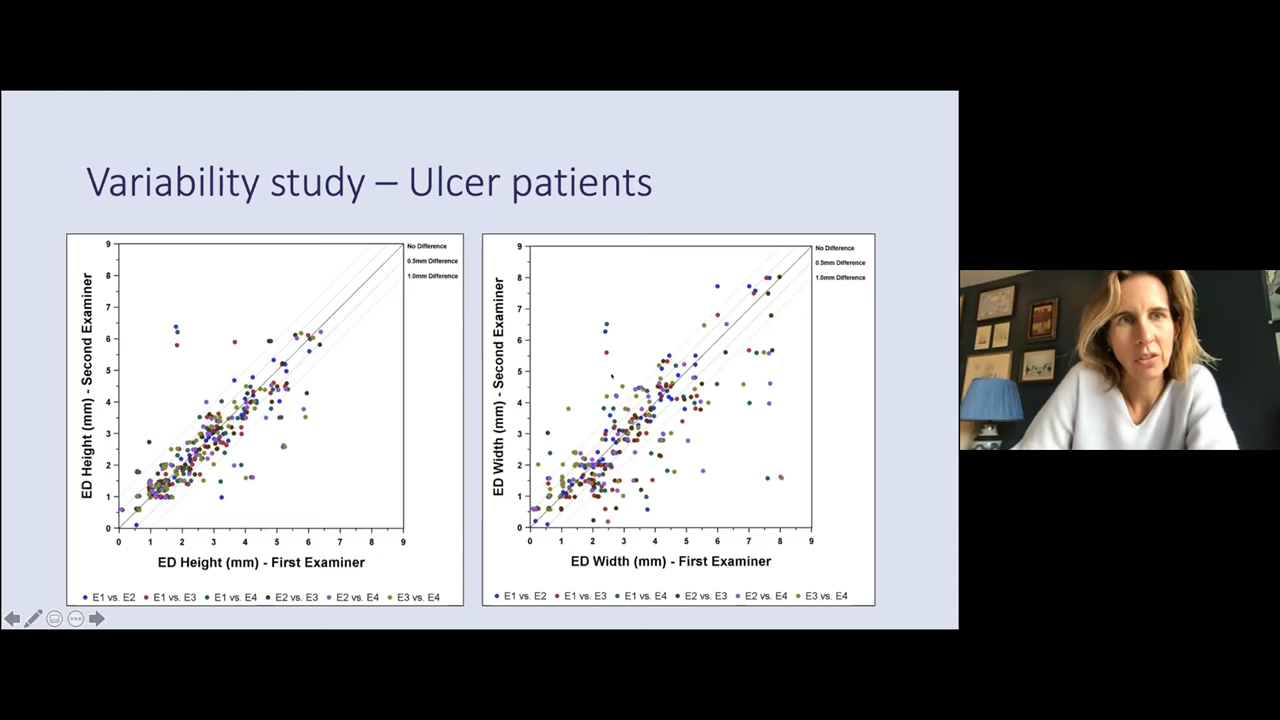 Variability study – Ulcer patients
9
8
7
6
5
4
3
2
1
0
ED Height (mm) - Second Examiner
No Difference
0.5mm Difference
1.0mm Difference
0 1 2 3 4 5 6 7 8 9
ED Height (mm) - First Examiner
E1 vs. E2 E1 vs. E3 E1 vs. E4 E2 vs. E3 E2 vs. E4 E3 vs. E4
9
8
7
6
5
4
3
2
1
0
ED Width (mm) - Second Examiner
No Difference
0.5mm Difference
1.0mm Difference
0 1 2 3 4 5 6 7 8 9
ED Width (mm) - First Examiner
E1 vs. E2 E1 vs. E3 E1 vs. E4 E2 vs. E3 E2 vs. E4 E3 vs. E4